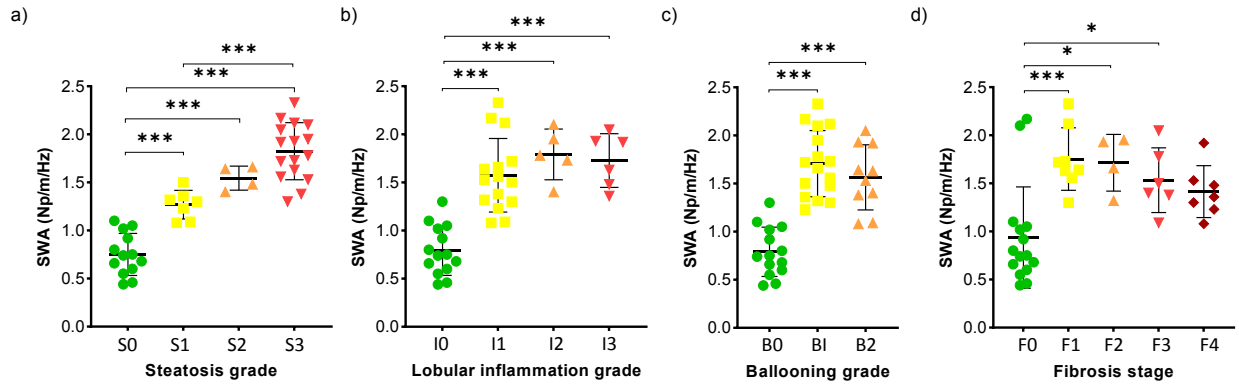 a)
***
***
***
***
SWA (Np/m/Hz)
2.5
2.0
1.5
1.0
0.5
0.0
S0 S1 S2 S3
Steatosis grade
b)
***
***
***
SWA (Np/m/Hz)
2.5
2.0
1.5
1.0
0.5
0.0
I0 I1 I2 I3
Lobular inflammation grade
c)
***
***
SWA (Np/m/Hz)
2.5
2.0
1.5
1.0
0.5
0.0
B0 BI B2
Ballooning grade
d)
*
*
***
SWA (Np/m/Hz)
2.5
2.0
1.5
1.0
0.5
0.0
F0 F1 F2 F3 F4
Fibrosis stage